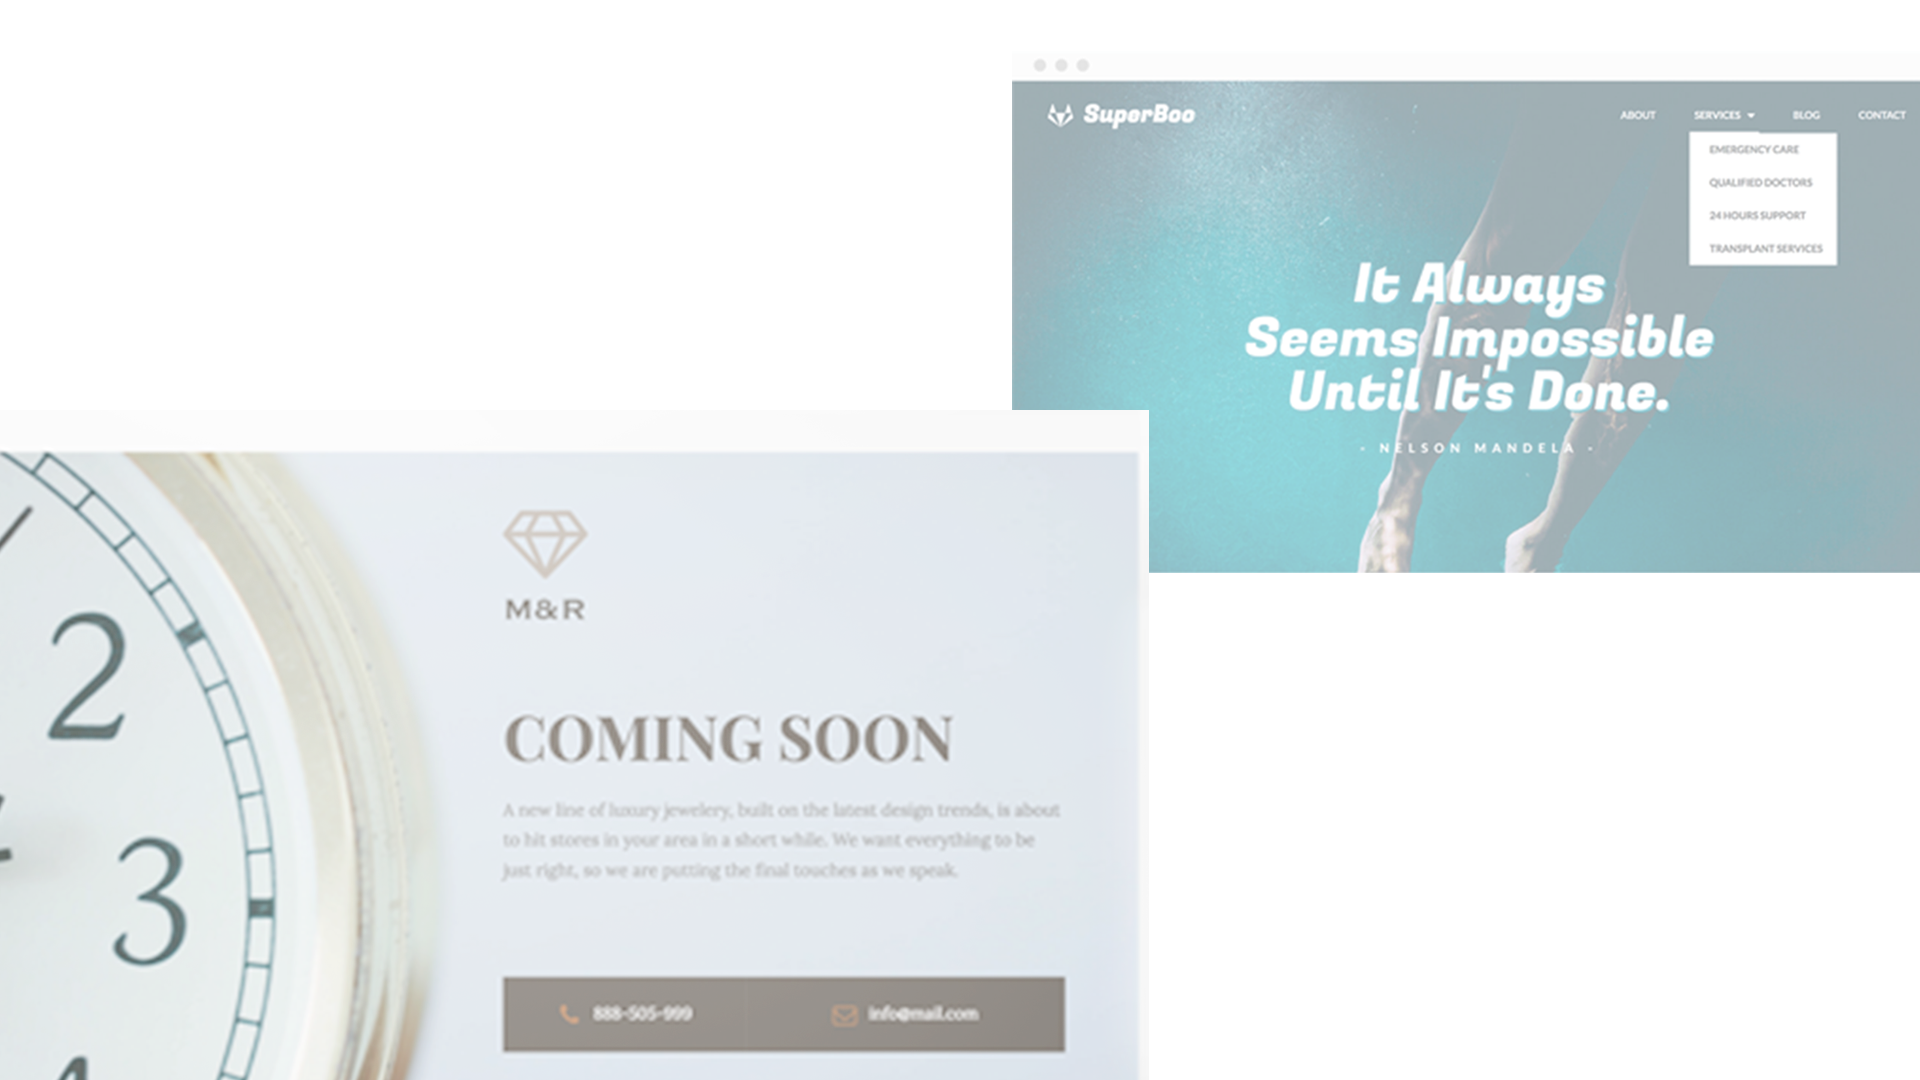 SuperBoo
ABOUT SERVICES BLOG CONTACT
EMERGENCY CARE
QUALIFIED DOCTORS
24 HOURS SUPPORT
TRANSPLANT SERVICES
It Always
Seems Impossible
Until It's Done.
- NELSON MANDELA -
2
3
4
M&R
COMING SOON
A new line of luxury jewelery, built on the latest design trends, is about
to hit stores in your area in a short while. We want everything to be
just right, so we are putting the final touches as we speak.
888-505-999 info@mail.com